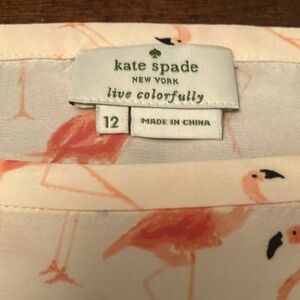 kate spade
NEW YORK
live colorfully
12
MADE IN CHINA